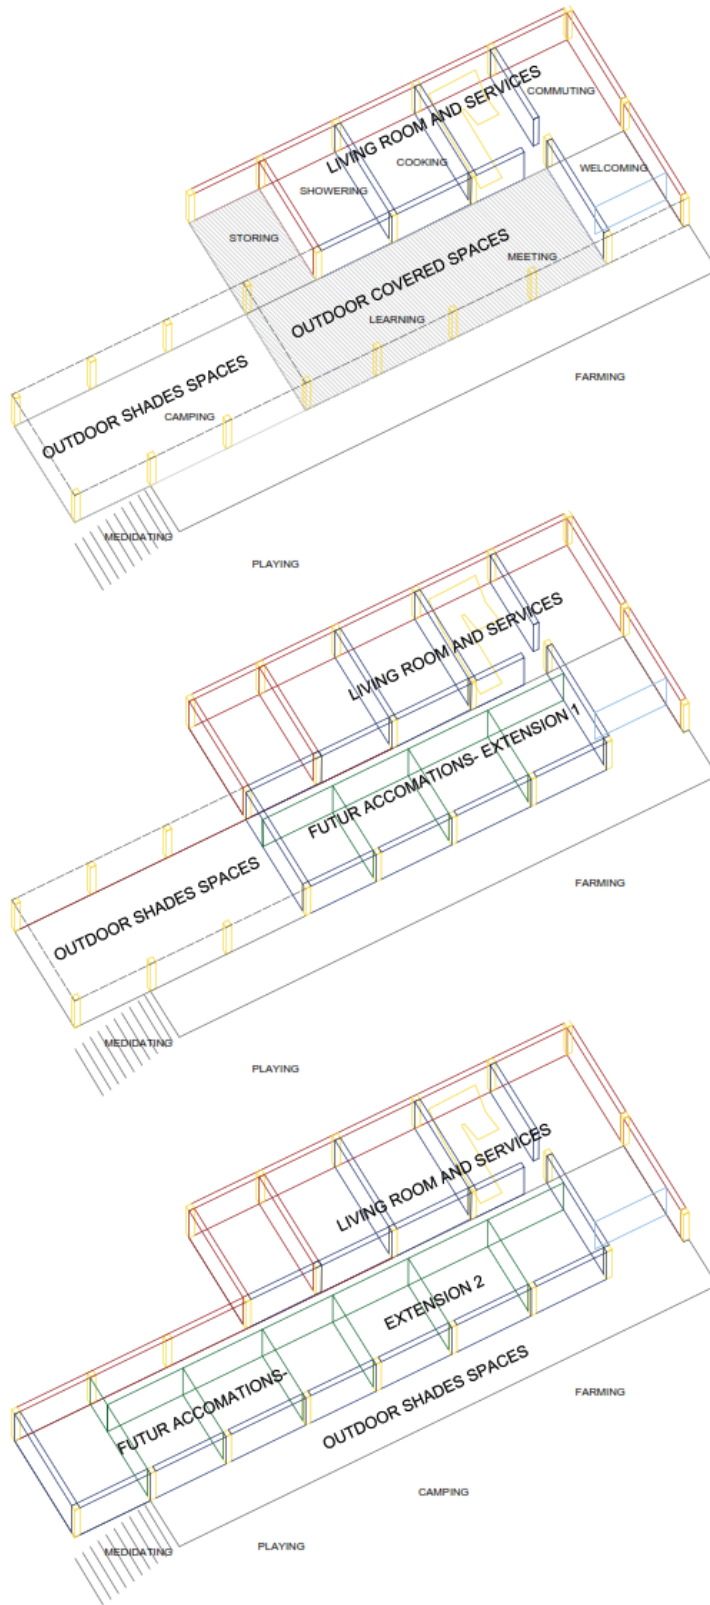 LIVING ROOM AND SERVICES
COMMUTING
COOKING
WELCOMING
SHOWERING
STORING
OUTDOOR COVERED SPACES
MEETING
LEARNING
OUTDOOR SHADES SPACES
FARMING
CAMPING
MEDIDATING
PLAYING
LIVING ROOM AND SERVICES
FUTUR ACCOMATIONS- EXTENSION 1
OUTDOOR SHADES SPACES
FARMING
MEDIDATING
PLAYING
LIVING ROOM AND SERVICES
EXTENSION 2
FUTUR ACCOMATIONS-
OUTDOOR SHADES SPACES
FARMING
CAMPING
MEDIDATING
PLAYING